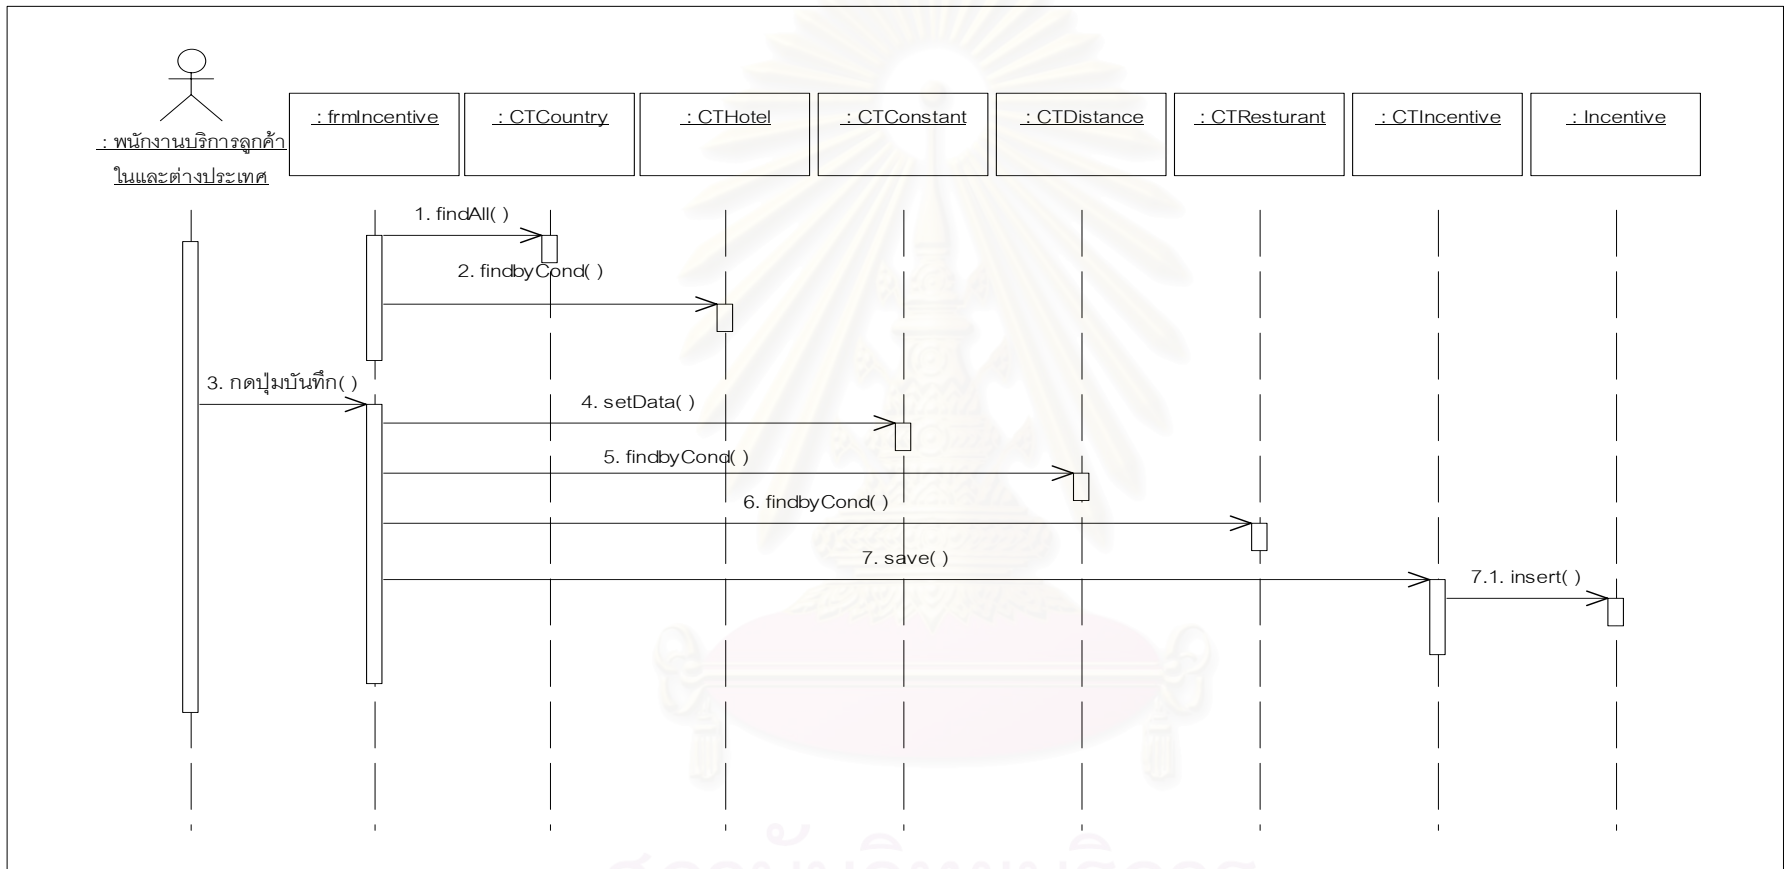 : พนักงานบริการลูกค้า
ในและต่างประเทศ
: frmIncentive
: CTCountry
: CTHotel
: CTConstant
: CTDistance
: CTResturant
: CTIncentive
: Incentive
1. findAll( )
2. findbyCond( )
3. กดปุ่มบันทึก( )
4. setData( )
5. findbyCond( )
6. findbyCond( )
7. save( )
7.1. insert( )